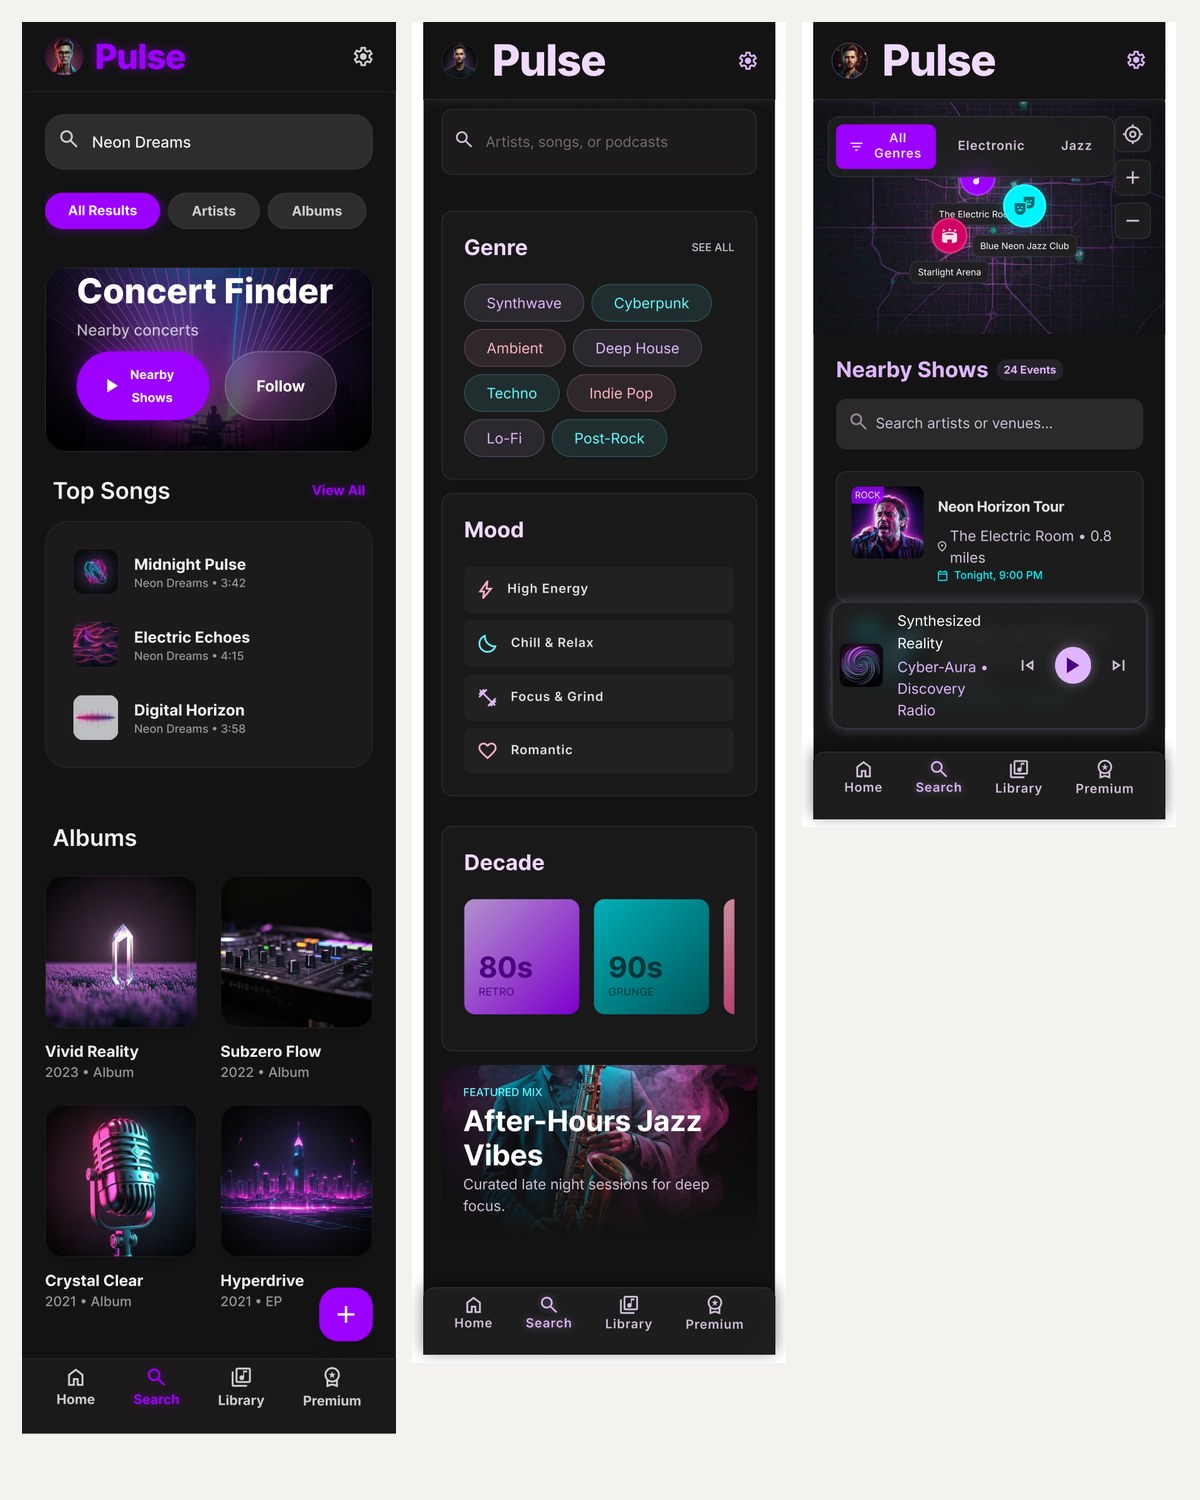 Pulse
Neon Dreams
All Results
Artists
Albums
Concert Finder
Nearby concerts
Nearby
Shows
Follow
Top Songs
View All
Midnight Pulse
Neon Dreams • 3:42
Electric Echoes
Neon Dreams • 4:15
Digital Horizon
Neon Dreams • 3:58
Albums
Vivid Reality
2023 • Album
Subzero Flow
2022 • Album
Crystal Clear
2021 • Album
Hyperdrive
2021 • EP
Home
Search
Library
Premium
Pulse
Artists, songs, or podcasts
Genre
SEE ALL
Synthwave
Cyberpunk
Ambient
Deep House
Techno
Indie Pop
Lo-Fi
Post-Rock
Mood
High Energy
Chill & Relax
Focus & Grind
Romantic
Decade
80s
RETRO
90s
GRUNGE
FEATURED MIX
After-Hours Jazz
Vibes
Curated late night sessions for deep
focus.
Home
Search
Library
Premium
Pulse
All
Genres
Electronic
Jazz
The Electric Roo
Blue Neon Jazz Club
Starlight Arena
Nearby Shows
24 Events
Search artists or venues...
ROCK
Neon Horizon Tour
The Electric Room • 0.8
miles
Tonight, 9:00 PM
Synthesized
Reality
Cyber-Aura •
Discovery
Radio
Home
Search
Library
Premium